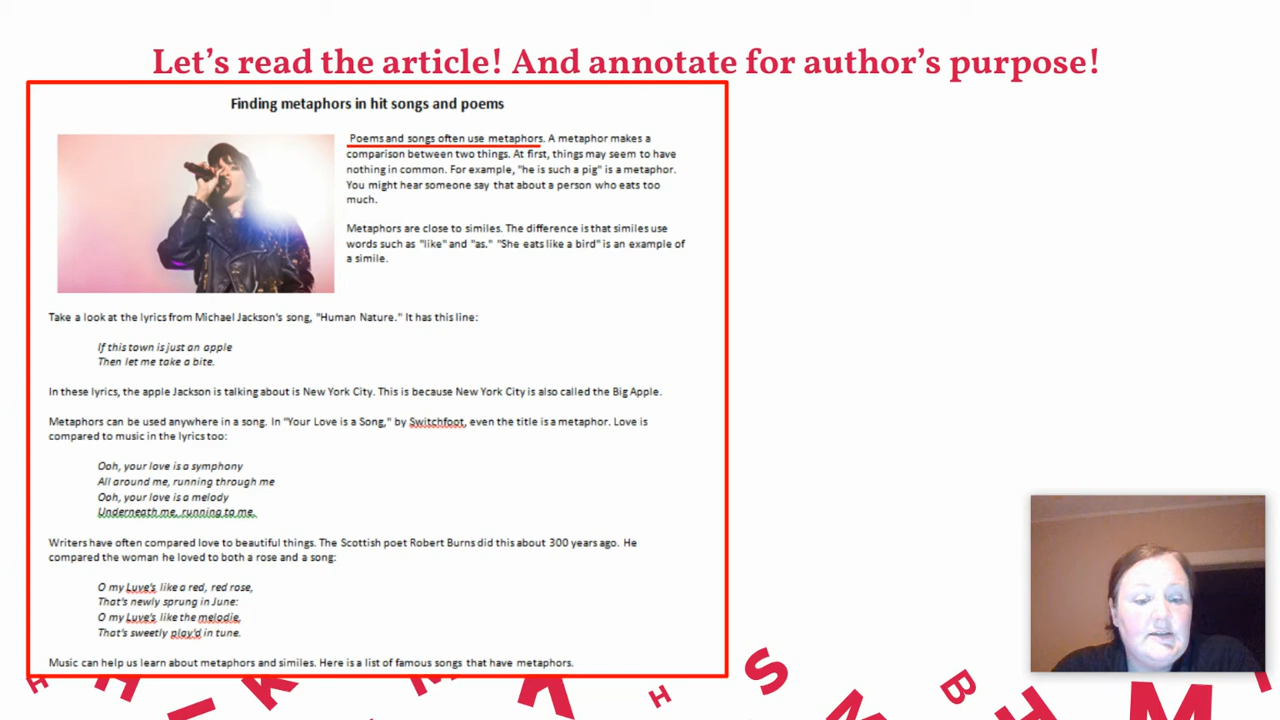 Let's read the article! And annotate for author's purpose!
Finding metaphors in hit songs and poems
Poems and songs often use metaphors. A metaphor makes a
comparison between two things. At first, things may seem to have
nothing in common. For example, "he is such a pig" is a metaphor.
You might hear someone say that about a person who eats too
much.
Metaphors are close to similes. The difference is that similes use
words such as "like" and "as." "She eats like a bird" is an example of
a simile.
Take a look at the lyrics from Michael Jackson's song, "Human Nature." It has this line:
If this town is just an apple
Then let me take a bite.
In these lyrics, the apple Jackson is talking about is New York City. This is because New York City is also called the Big Apple.
Metaphors can be used anywhere in a song. In "Your Love is a Song," by Switchfoot, even the title is a metaphor. Love is
compared to music in the lyrics too:
Ooh, your love is a symphony
All around me, running through me
Ooh, your love is a melody
Underneath me, running to me.
Writers have often compared love to beautiful things. The Scottish poet Robert Burns did this about 300 years ago. He
compared the woman he loved to both a rose and a song:
O my Luve's like a red, red rose,
That's newly sprung in June:
O my Luve's like the melodie,
That's sweetly play'd in tune.
Music can help us learn about metaphors and similes. Here is a list of famous songs that have metaphors.
H H L K M K H S M B H M